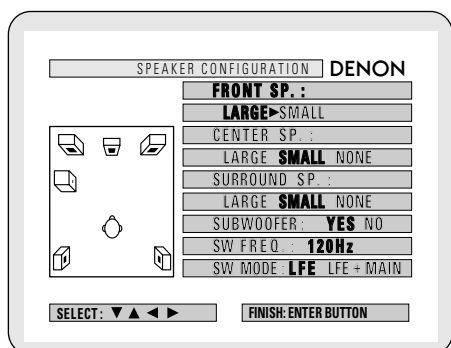 SPEAKER CONFIGURATION DENON
FRONT SP. :
LARGE►SMALL
CENTER SP. :
LARGE SMALL NONE
SURROUND SP. :
LARGE SMALL NONE
SUBWOOFER: YES NO
SW FREQ. : 120Hz
SW MODE : LFE LFE + MAIN
SELECT: ▼ ▲ ◄ ► FINISH: ENTER BUTTON